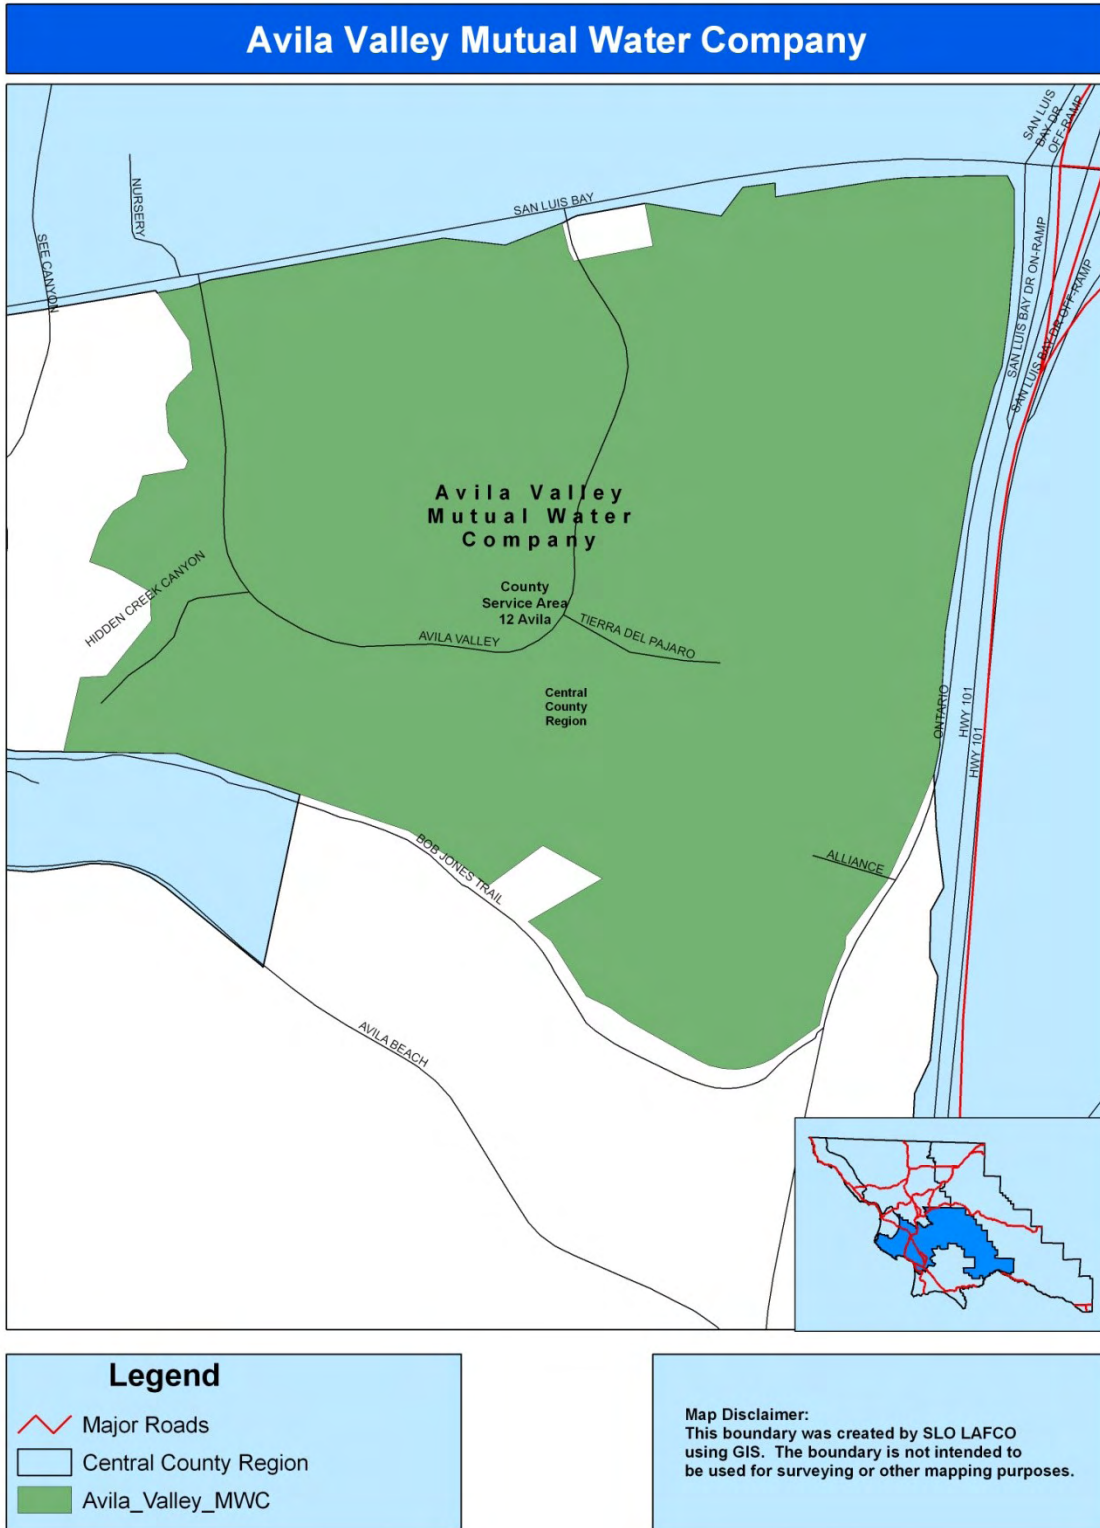 Avila Valley Mutual Water Company
SAN LUIS
BAY DR
OFF-RAMP
NURSERY
SAN LUIS BAY
SEE CANYON
SAN LUIS BAY DR ON-RAMP
SAN LUIS BAY DR OFF-RAMP
Avila Valley
Mutual Water
Company
HIDDEN CREEK CANYON
County
Service Area
12 Avila
AVILA VALLEY
TIERRA DEL PAJARO
Central
County
Region
ONTARIO
HWY 101
HWY 101
BOB JONES TRAIL
ALLIANCE
AVILA BEACH
Legend
Major Roads
Central County Region
Avila_Valley_MWC
Map Disclaimer:
This boundary was created by SLO LAFCO
using GIS. The boundary is not intended to
be used for surveying or other mapping purposes.